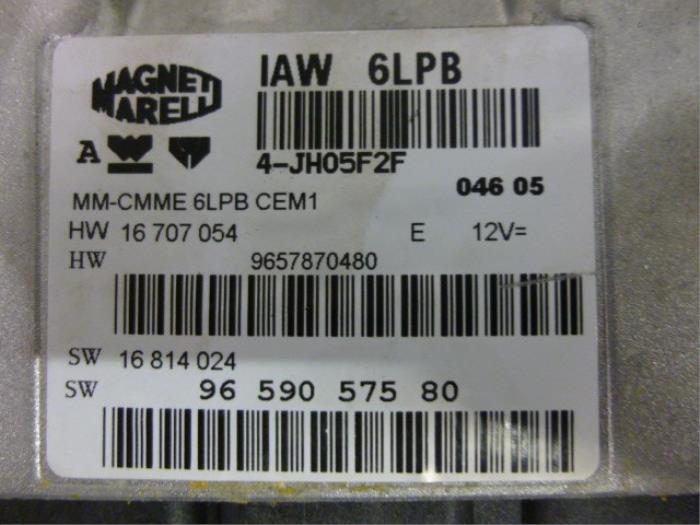 MAGNETI
MARELLI
IAW 6LPB
A
4-JH05F2F
046 05
MM-CMME 6LPB CEM1
HW 16 707 054 E 12V=
HW 9657870480
SW 16 814 024
SW 96 590 575 80